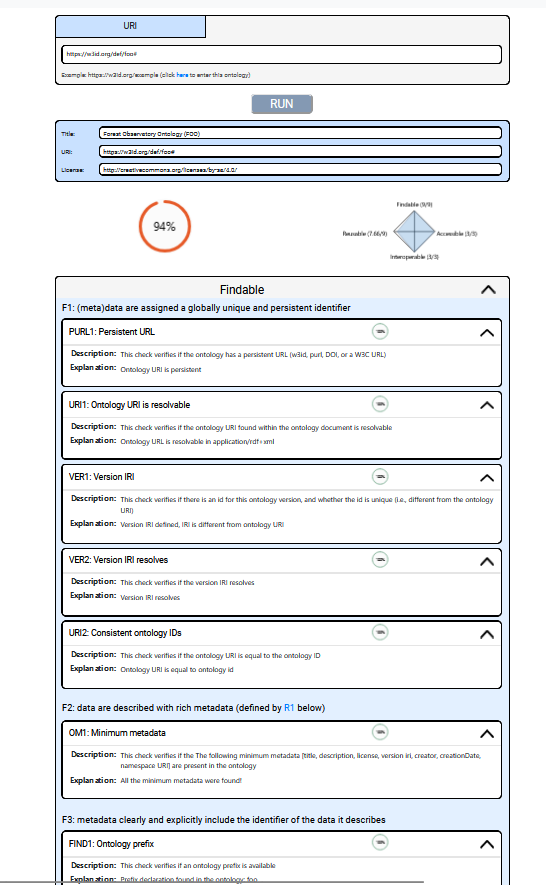 URI
https://w3id.org/def/foo#
Example: https://w3id.org/example (click here to enter this ontology)
RUN
Title: Forest Observatory Ontology (FOO)
URI: https://w3id.org/def/foo#
License: http://creativecommons.org/licenses/by-sa/4.0/
94%
Findable (9/9)
Reusable (7.66/9)
Accessible (3/3)
Interoperable (3/3)
Findable
F1: (meta)data are assigned a globally unique and persistent identifier
PURL1: Persistent URL
Description: This check verifies if the ontology has a persistent URL (w3id, purl, DOI, or a W3C URL)
Explanation: Ontology URI is persistent
URI1: Ontology URI is resolvable
Description: This check verifies if the ontology URI found within the ontology document is resolvable
Explanation: Ontology URL is resolvable in application/rdf+xml
VER1: Version IRI
Description: This check verifies if there is an id for this ontology version, and whether the id is unique (i.e., different from the ontology
URI)
Explanation: Version IRI defined, IRI is different from ontology URI
VER2: Version IRI resolves
Description: This check verifies if the version IRI resolves
Explanation: Version IRI resolves
URI2: Consistent ontology IDs
Description: This check verifies if the ontology URI is equal to the ontology ID
Explanation: Ontology URI is equal to ontology id
F2: data are described with rich metadata (defined by R1 below)
OM1: Minimum metadata
Description: This check verifies if the The following minimum metadata [title, description, license, version iri, creator, creationDate,
namespace URI] are present in the ontology
Explanation: All the minimum metadata were found!
F3: metadata clearly and explicitly include the identifier of the data it describes
FIND1: Ontology prefix
Description: This check verifies if an ontology prefix is available
Explanation: Prefix declaration found in the ontology: foo